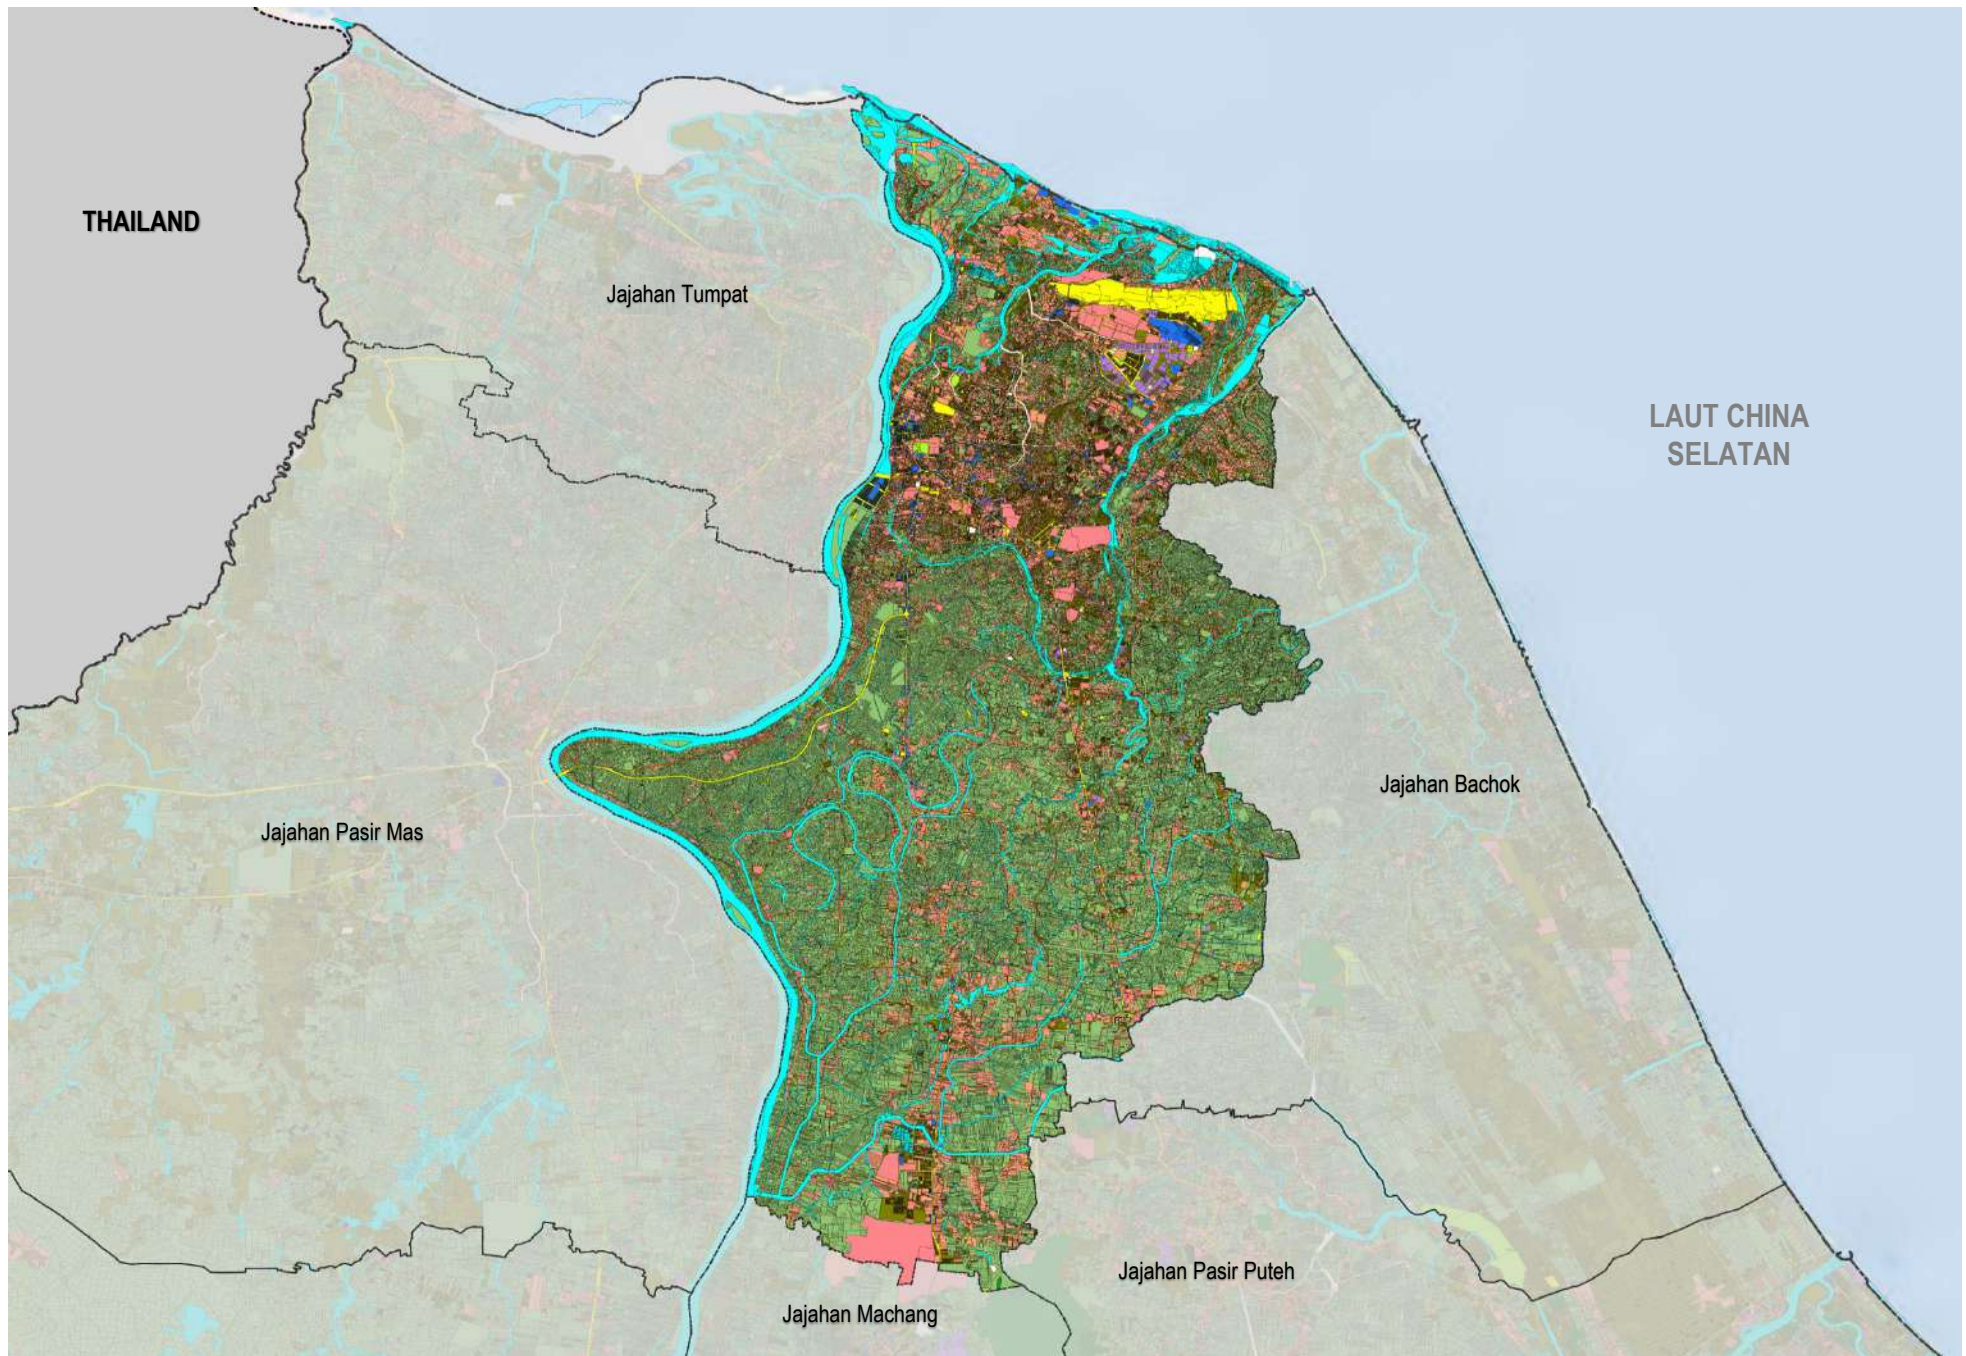 THAILAND
Jajahan Tumpat
LAUT CHINA
SELATAN
Jajahan Bachok
Jajahan Pasir Mas
Jajahan Pasir Puteh
Jajahan Machang